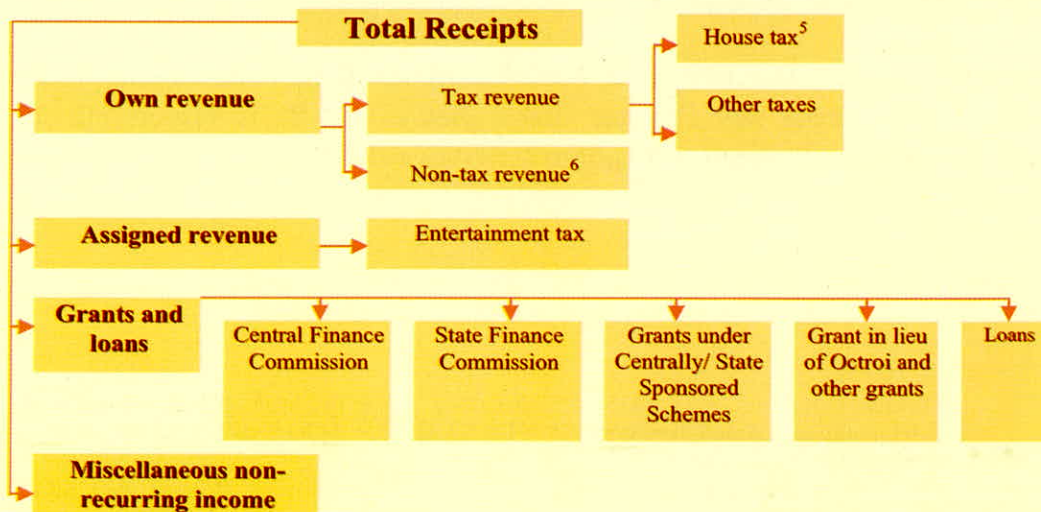 Total Receipts
House tax⁵
Own revenue
Tax revenue
Other taxes
Non-tax revenue⁶
Assigned revenue
Entertainment tax
Grants and
loans
Central Finance
Commission
State Finance
Commission
Grants under
Centrally/ State
Sponsored
Schemes
Grant in lieu
of Octroi and
other grants
Loans
Miscellaneous non-
recurring income